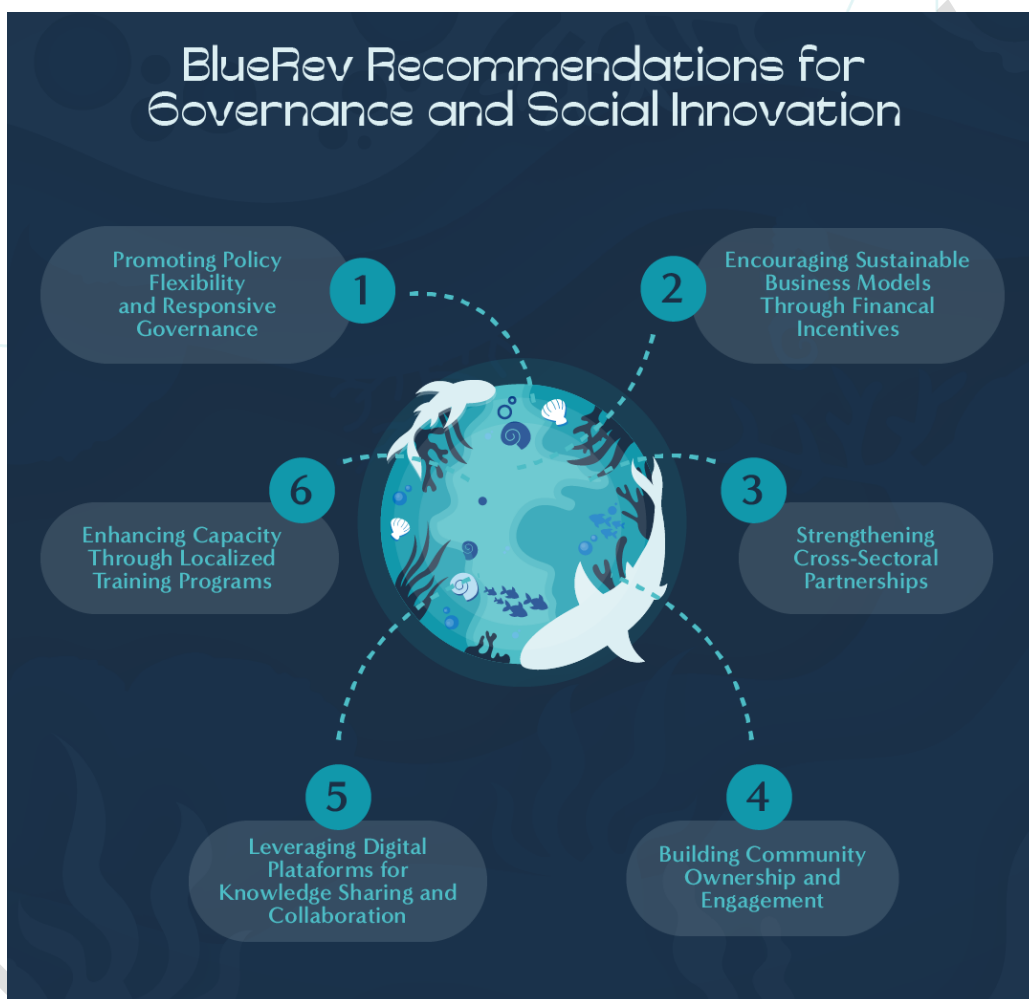 BlueRev Recommendations for
Governance and Social Innovation
1
Promoting Policy
Flexibility
and Responsive
Governance
2
Encouraging Sustainable
Business Models
Through Financal
Incentives
3
Strengthening
Cross-Sectoral
Partnerships
4
Building Community
Ownership and
Engagement
5
Leveraging Digital
Plataforms for
Knowledge Sharing and
Collaboration
6
Enhancing Capacity
Through Localized
Training Programs